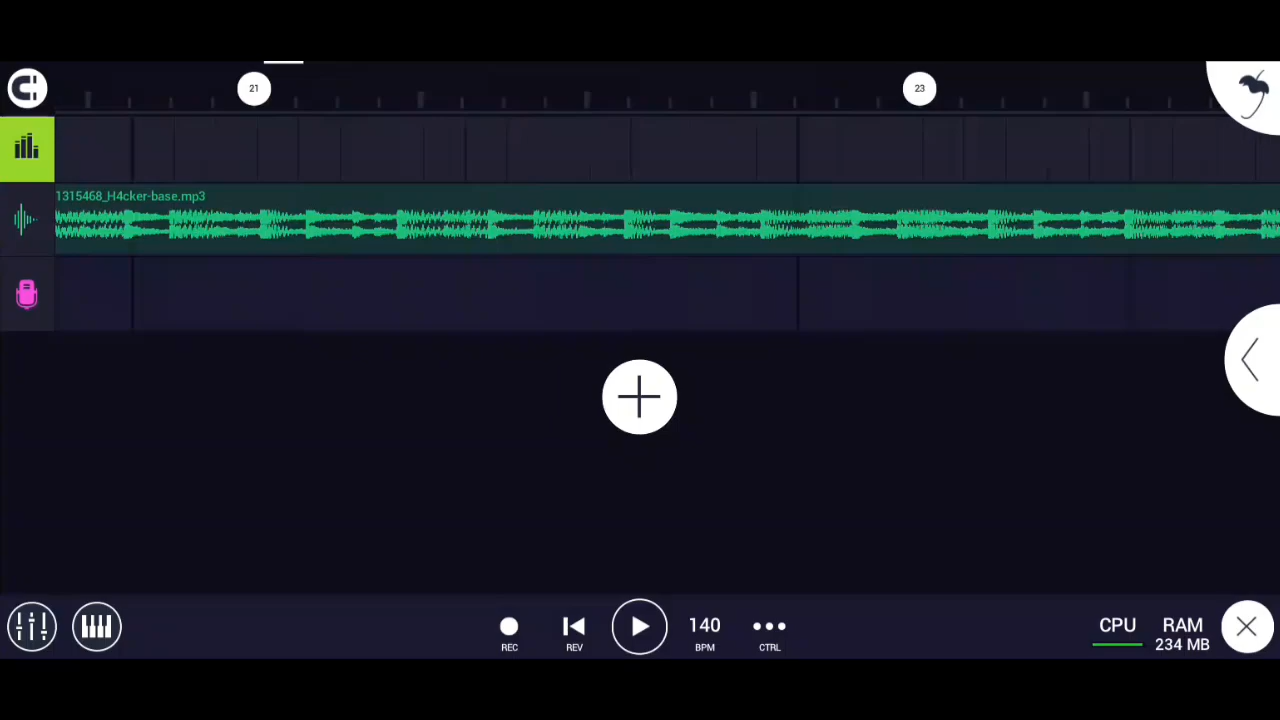 21
23
1315468_H4cker-base.mp3
REC
REV
140
BPM
CTRL
CPU
RAM
234 MB